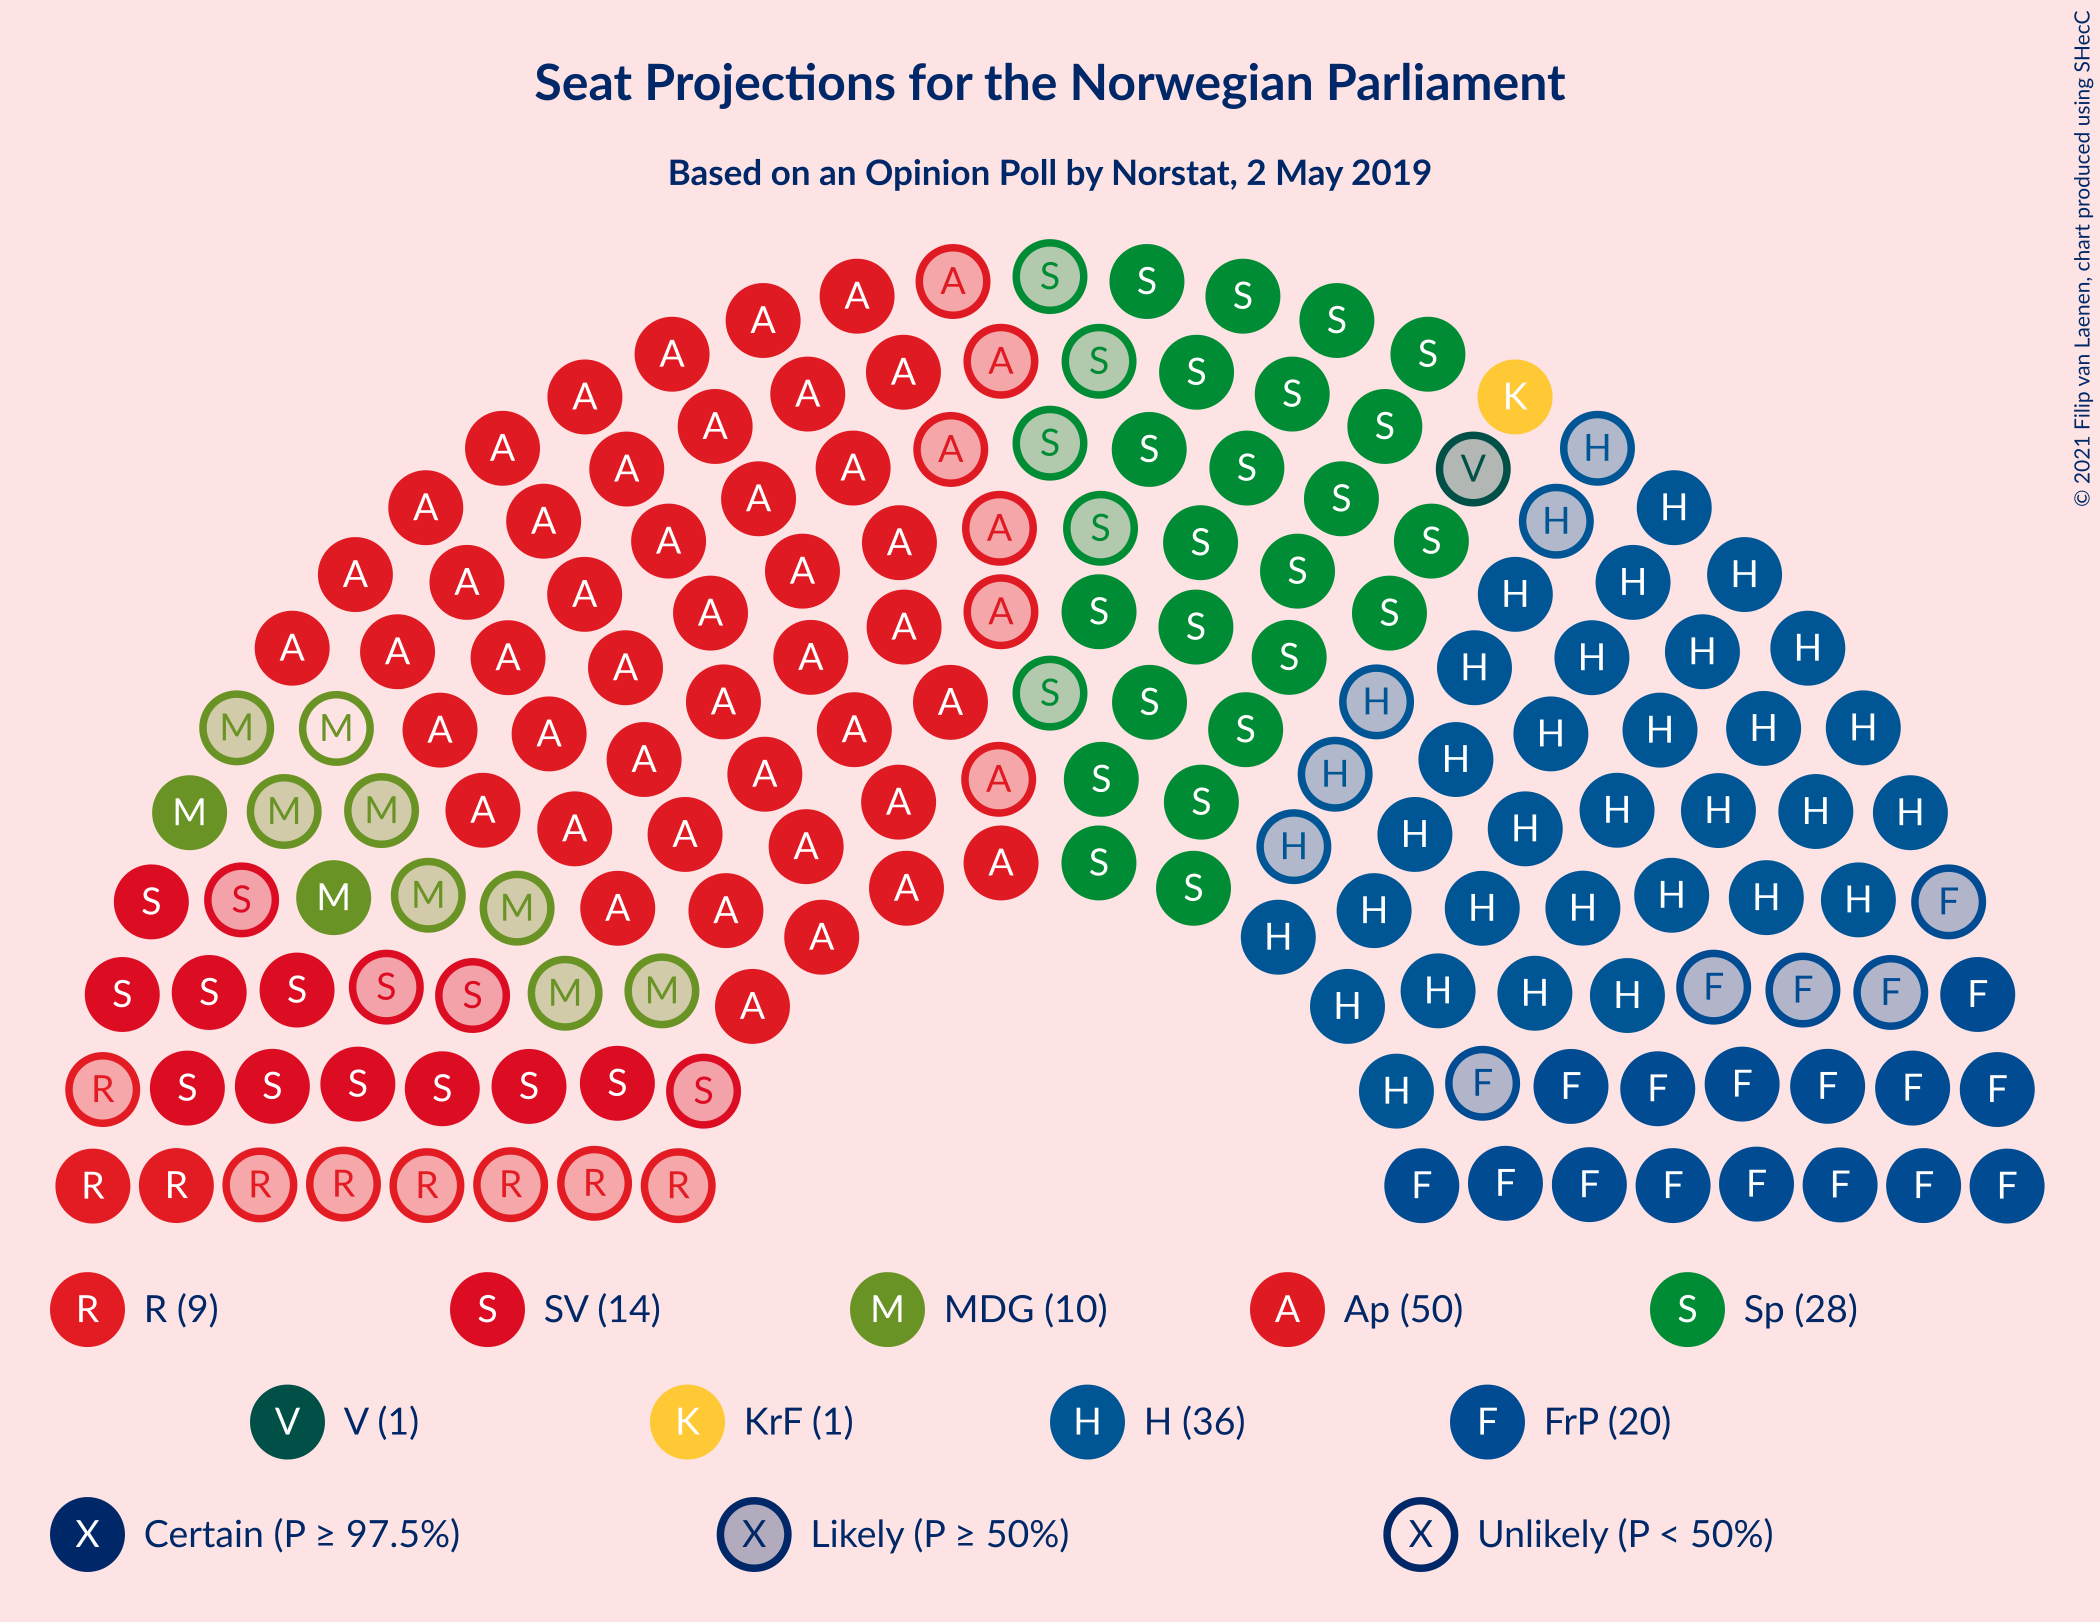 Seat Projections for the Norwegian Parliament
Based on an Opinion Poll by Norstat, 2 May 2019
© 2021 Filip van Laenen, chart produced using SHecC
A S S S S
A A S S S
A A S S S K H
A A S S V H H
A A A S S S H H
A A A S S S H H H
A A A S S S H H H
A A A A S S H H H
A A A A S S H H H
A A A A A H H H H
M M A A A A S S H H H H
M M M A A A S H H H H
S S M M M A A A H H H H H F
S S S S S M M A H H H H F F F F
R S S S S S S S H F F F F F F F
R R R R R R R R F F F F F F F F
R R (9) S SV (14) M MDG (10) A Ap (50) S Sp (28)
V V (1) K KrF (1) H H (36) F FrP (20)
X Certain (P ≥ 97.5%) X Likely (P ≥ 50%) X Unlikely (P < 50%)